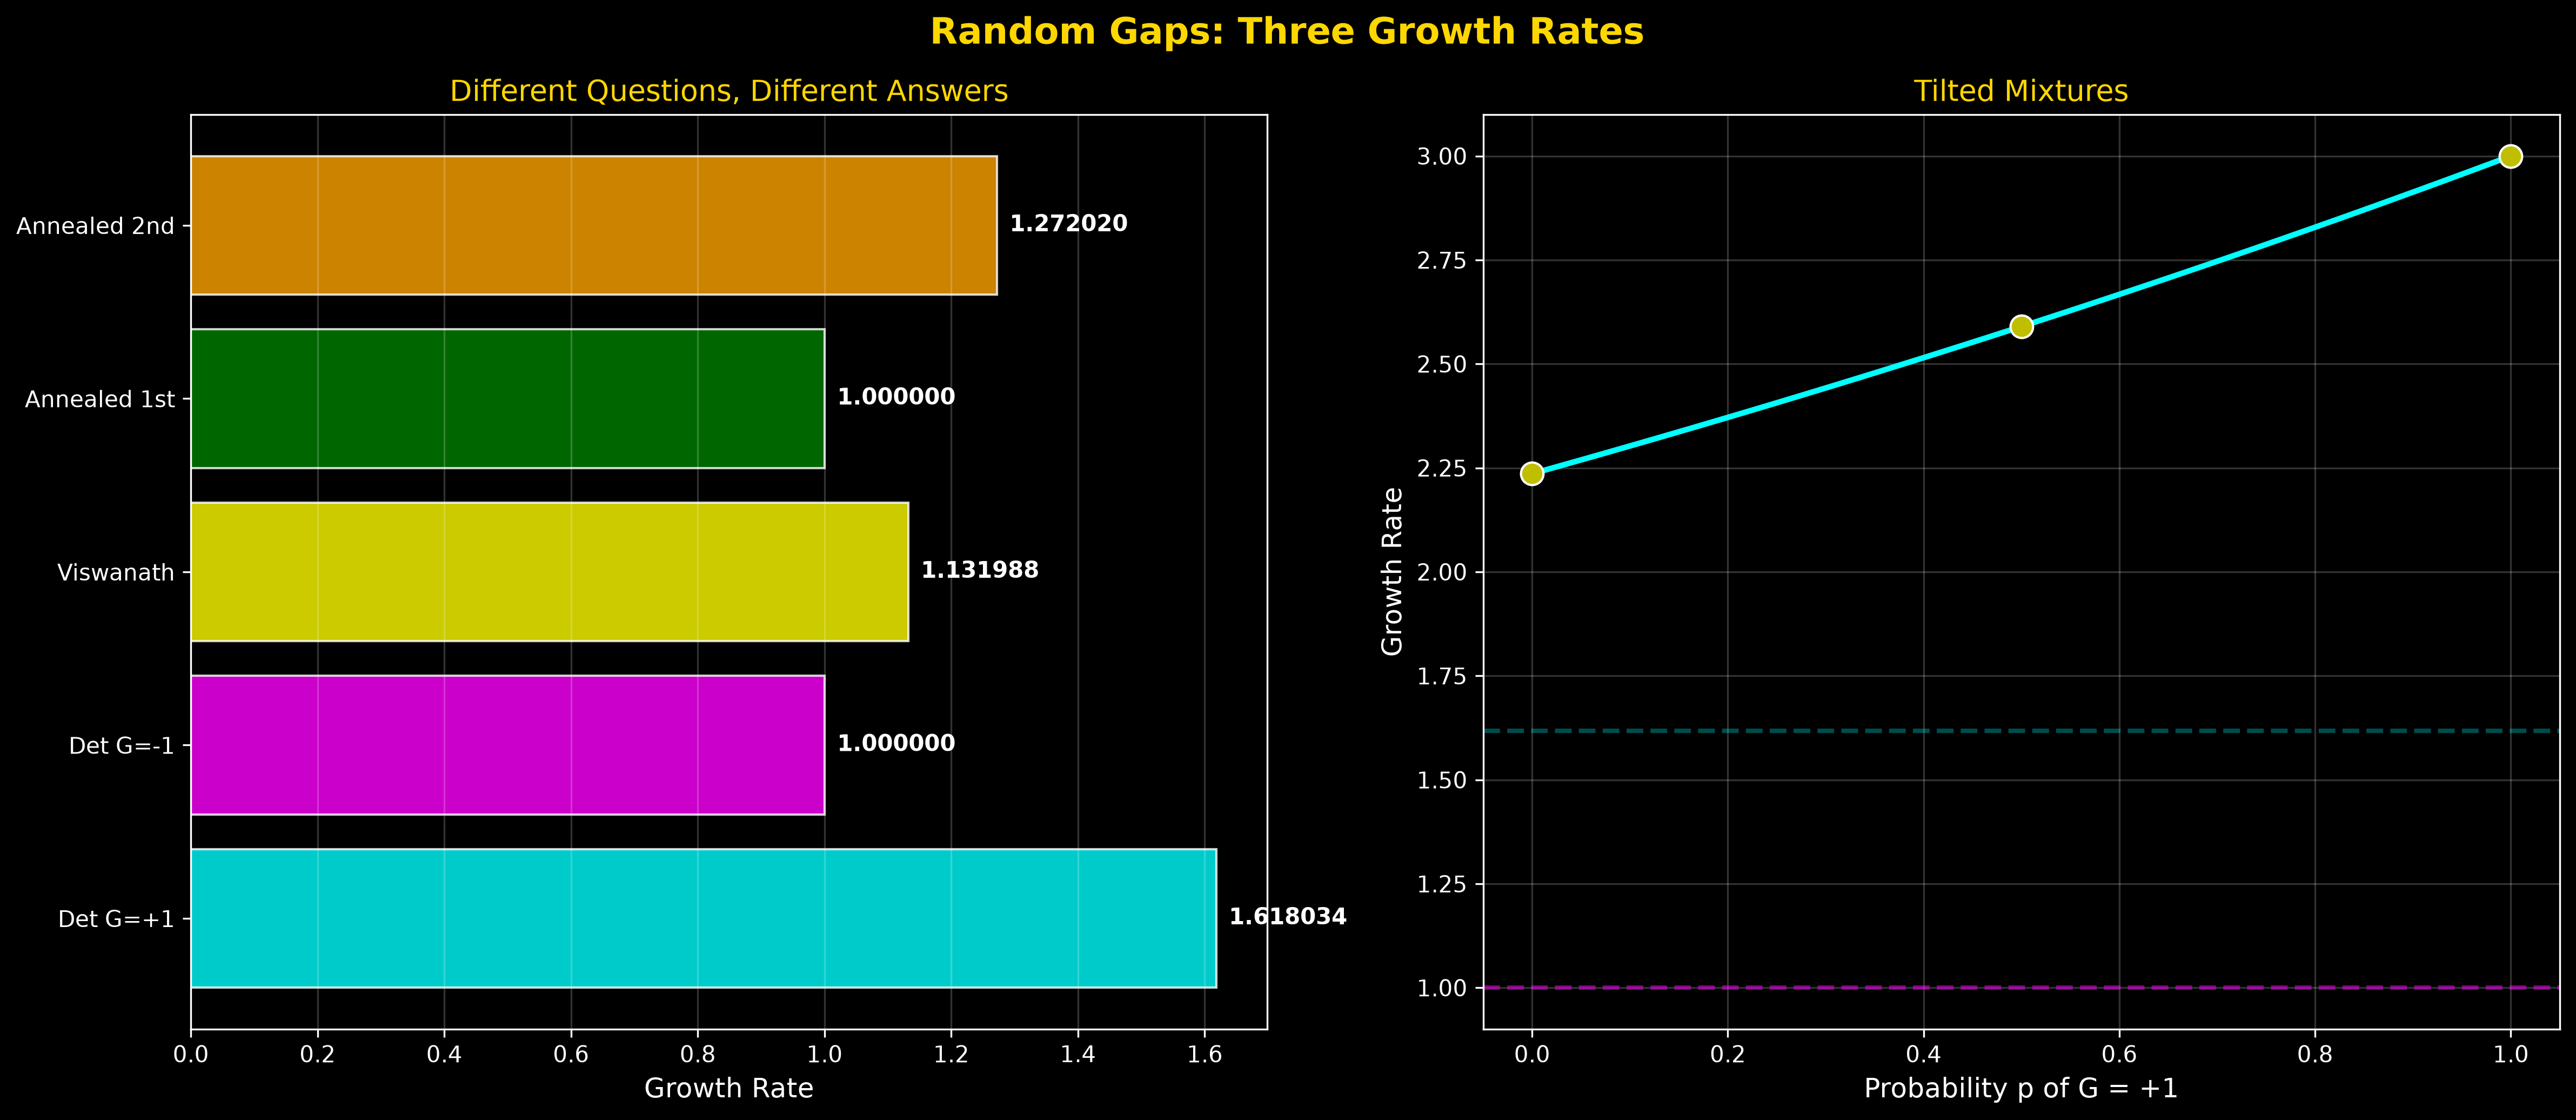 Random Gaps: Three Growth Rates
Different Questions, Different Answers
Annealed 2nd
1.272020
Annealed 1st
1.000000
Viswanath
1.131988
Det G=-1
1.000000
Det G=+1
1.618034
0.0 0.2 0.4 0.6 0.8 1.0 1.2 1.4 1.6
Growth Rate
Tilted Mixtures
Growth Rate
3.00
2.75
2.50
2.25
2.00
1.75
1.50
1.25
1.00
0.0 0.2 0.4 0.6 0.8 1.0
Probability p of G = +1